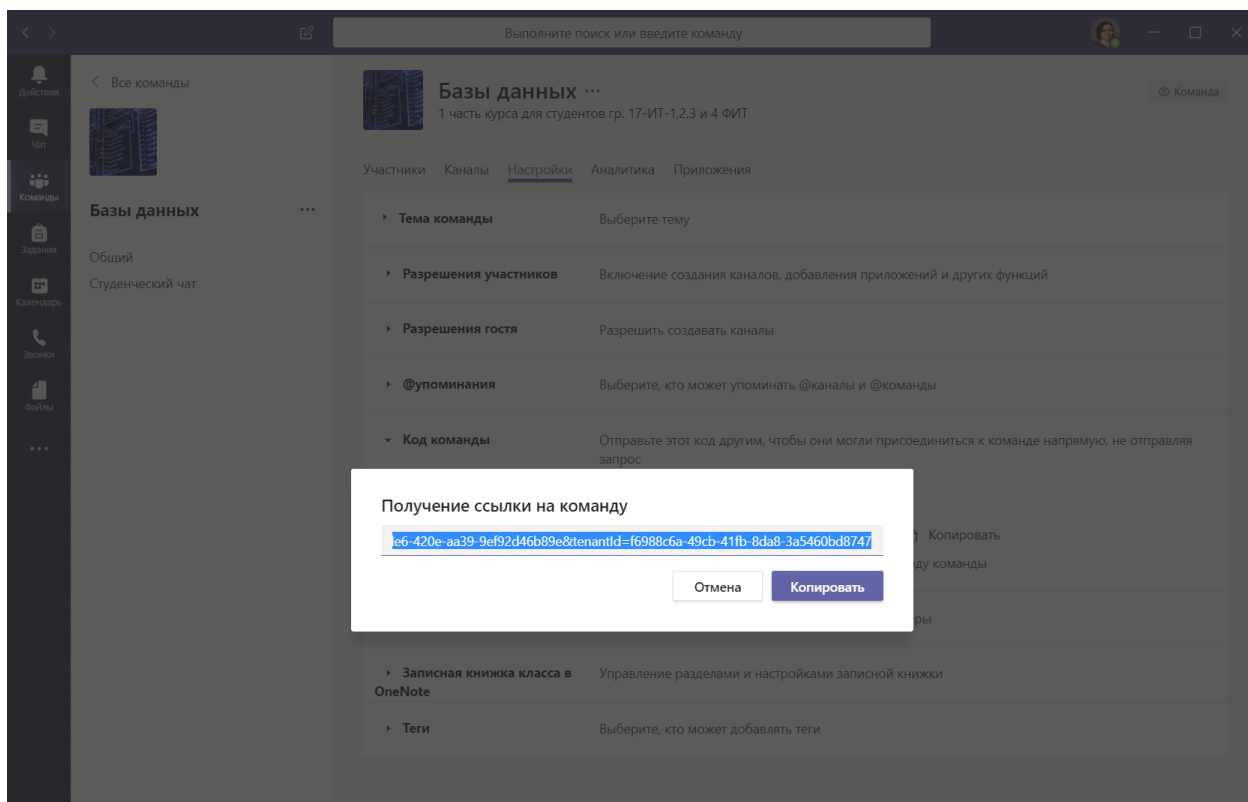 Выполните поиск или введите команду
Действия
Чат
Команды
Задания
Календарь
Звонки
Файлы
Все команды
Базы данных ...
Общий
Студенческий чат
Базы данных ...
1 часть курса для студентов гр. 17-ИТ-1,2,3 и 4 ФИТ
Команда
Участники Каналы Настройки Аналитика Приложения
Тема команды Выберите тему
Разрешения участников Включение создания каналов, добавления приложений и других функций
Разрешения гостя Разрешить создавать каналы
@упоминания Выберите, кто может упоминать @каналы и @команды
Код команды Отправьте этот код другим, чтобы они могли присоединиться к команде напрямую, не отправляя
запрос
Получение ссылки на команду
e6-420e-aa39-9ef92d46b89e&tenantId=f6988c6a-49cb-41fb-8da8-3a5460bd8747
Копировать
команды
Отмена Копировать
Записная книжка класса в Управление разделами и настройками записной книжки
OneNote
Теги Выберите, кто может добавлять теги